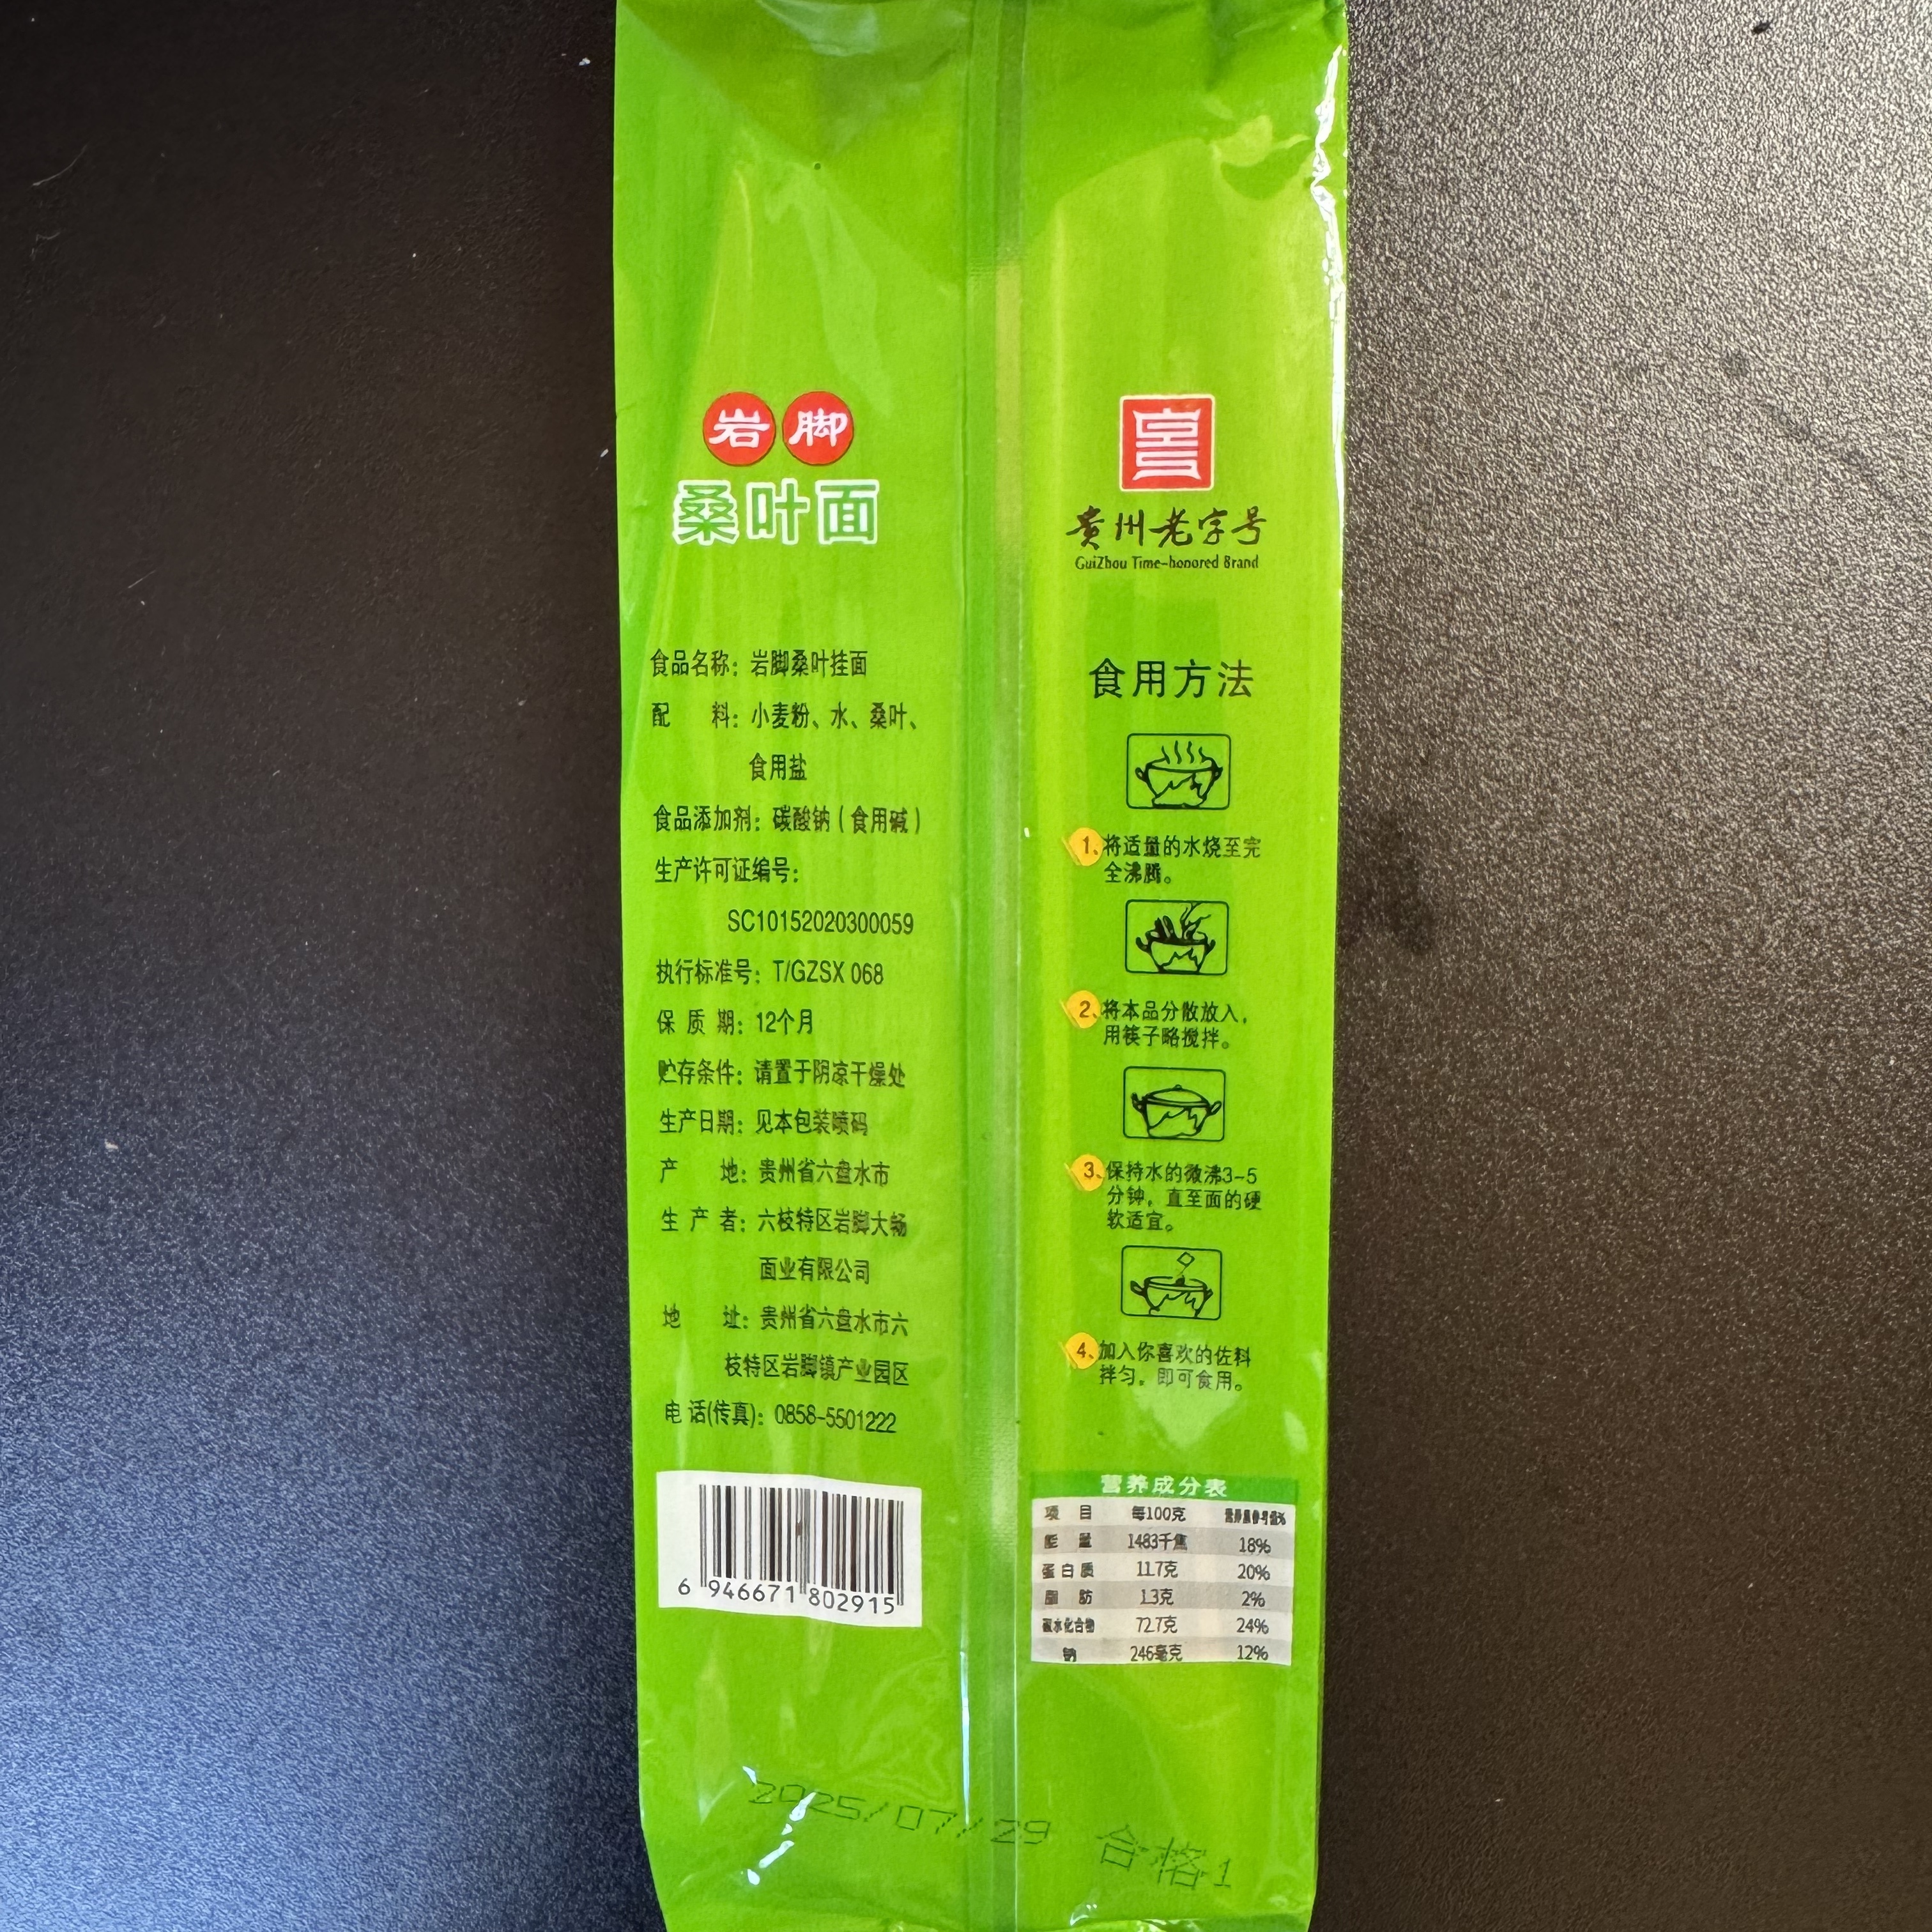 岩脚
桑叶面
食品名称：岩脚桑叶挂面
配 料：小麦粉、水、桑叶、
食用盐
食品添加剂：碳酸钠（食用碱）
生产许可证编号：
SC10152020300059
执行标准号：T/GZSX 068
保 质 期：12个月
贮存条件：请置于阴凉干燥处
生产日期：见本包装喷码
产 地：贵州省六盘水市
生 产 者：六枝特区岩脚大畅
面业有限公司
地 址：贵州省六盘水市六
枝特区岩脚镇产业园区
电 话(传真)：0858-5501222
6 946671 802915
贵州老字号
GuiZhou Time-honored Brand
食用方法
1、将适量的水烧至完
全沸腾。
2、将本品分散放入，
用筷子略搅拌。
3、保持水的微沸3-5
分钟，直至面的硬
软适宜。
4、加入你喜欢的佐料
拌匀，即可食用。
营养成分表
项 目 每100克 营养素参考值%
能 量 1483千焦 18%
蛋白质 11.7克 20%
脂 肪 1.3克 2%
碳水化合物 72.7克 24%
钠 246毫克 12%
2025/07/29 合格1